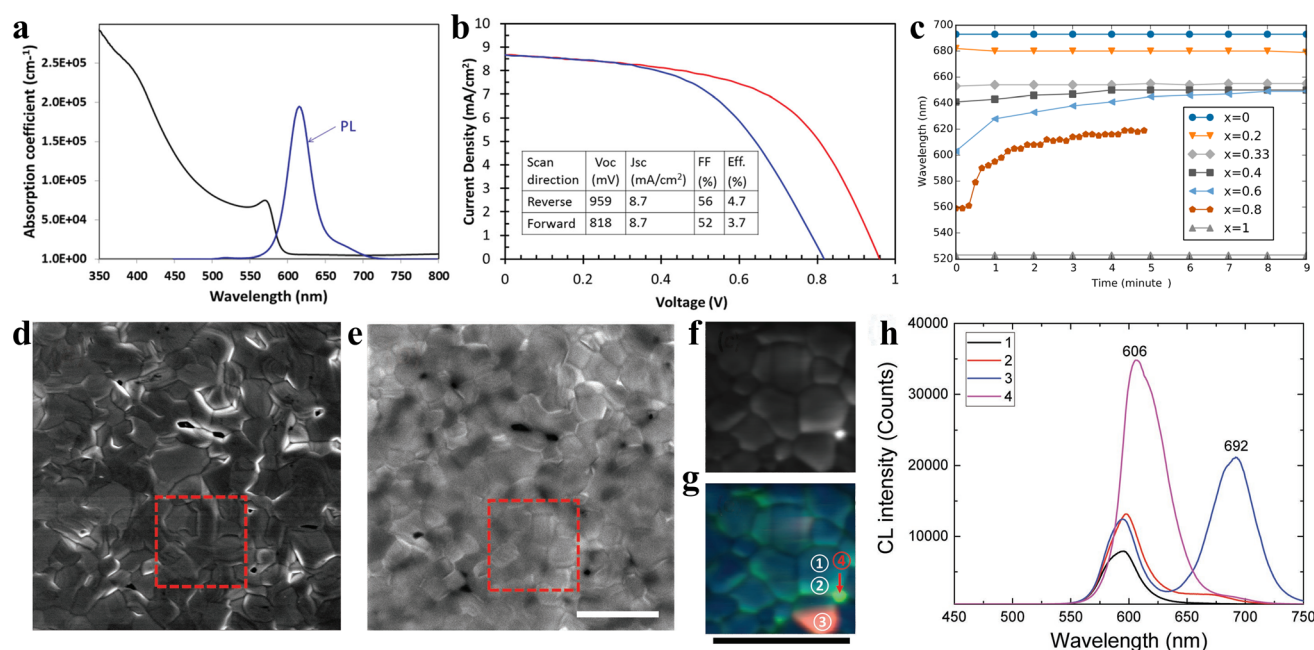 a
Absorption coefficient (cm⁻¹)
2.5E+05
2.0E+05
1.5E+05
1.0E+05
5.0E+04
1.0E+00
PL
350 400 450 500 550 600 650 700 750 800
Wavelength (nm)
b
Current Density (mA/cm²)
10
9
8
7
6
5
4
3
2
1
0
Scan direction Voc (mV) Jsc (mA/cm²) FF (%) Eff. (%)
Reverse 959 8.7 56 4.7
Forward 818 8.7 52 3.7
0 0.2 0.4 0.6 0.8 1
Voltage (V)
c
Wavelength (nm)
700
680
660
640
620
600
580
560
540
520
x=0
x=0.2
x=0.33
x=0.4
x=0.6
x=0.8
x=1
0 1 2 3 4 5 6 7 8 9
Time (minute )
d
e
f
g
① ④
②
③
h
CL intensity (Counts)
40000
30000
20000
10000
1
2
3
4
606
692
450 500 550 600 650 700 750
Wavelength (nm)